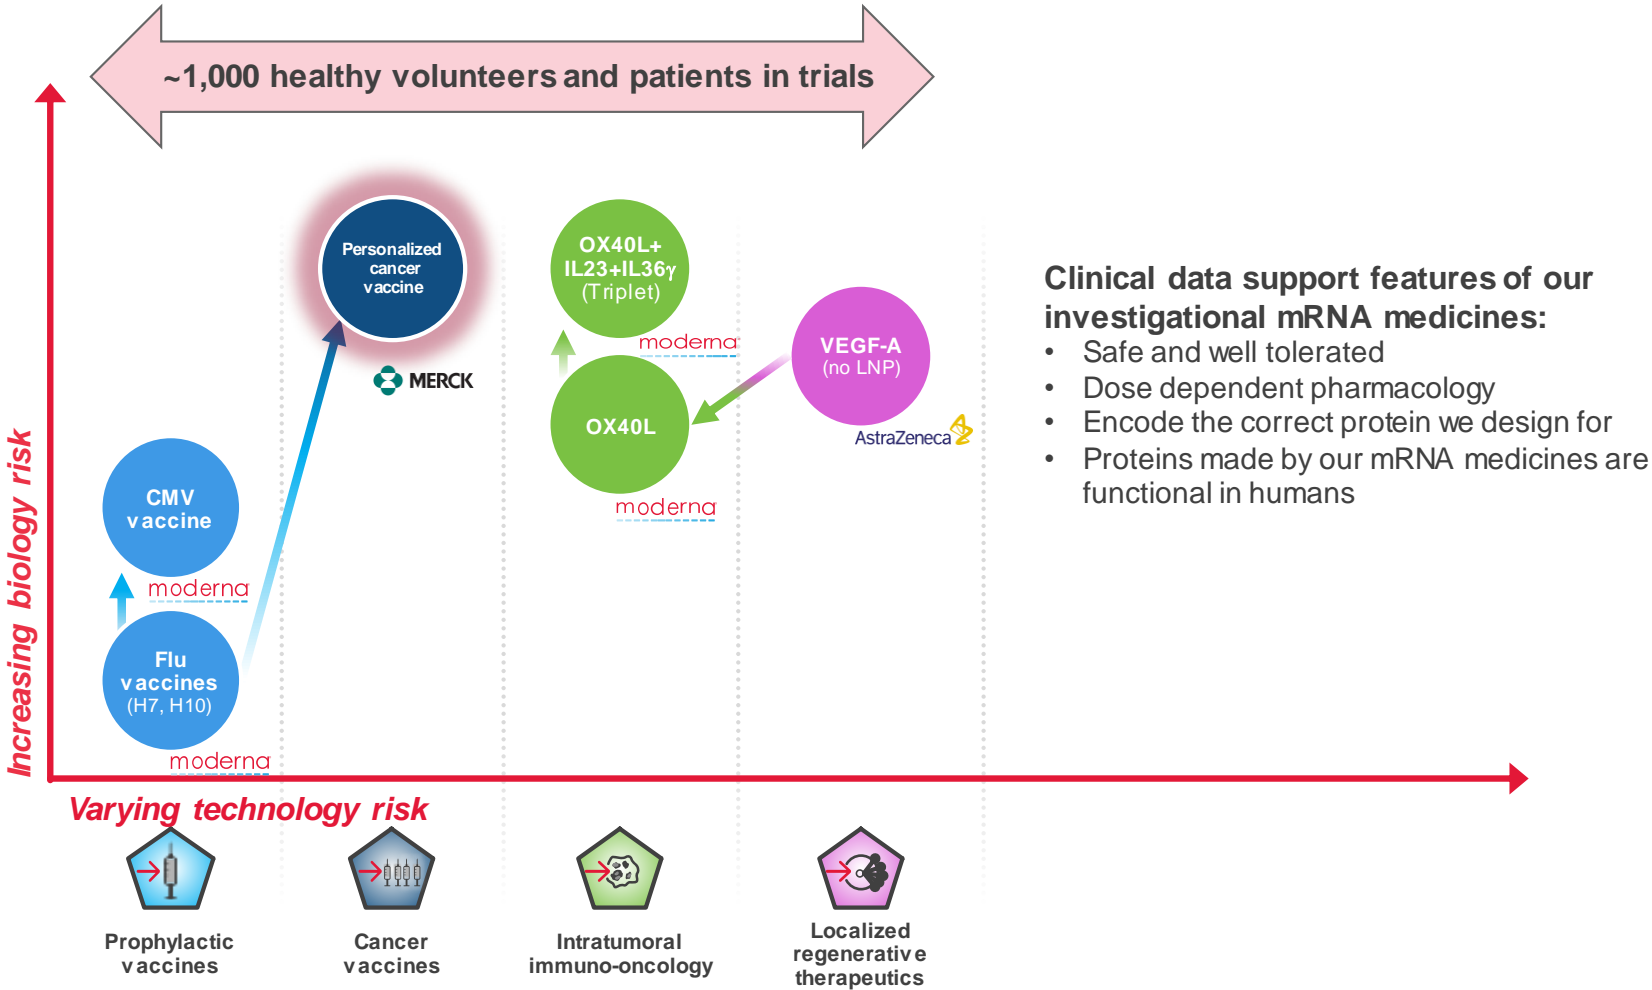 ~1,000 healthy volunteers and patients in trials
Increasing biology risk
Personalized
cancer
vaccine
MERCK
OX40L+
IL23+IL36γ
(Triplet)
moderna
OX40L
moderna
VEGF-A
(no LNP)
AstraZeneca
CMV
vaccine
moderna
Flu
vaccines
(H7, H10)
moderna
Clinical data support features of our
investigational mRNA medicines:
• Safe and well tolerated
• Dose dependent pharmacology
• Encode the correct protein we design for
• Proteins made by our mRNA medicines are
functional in humans
Varying technology risk
Prophylactic
vaccines
Cancer
vaccines
Intratumoral
immuno-oncology
Localized
regenerative
therapeutics